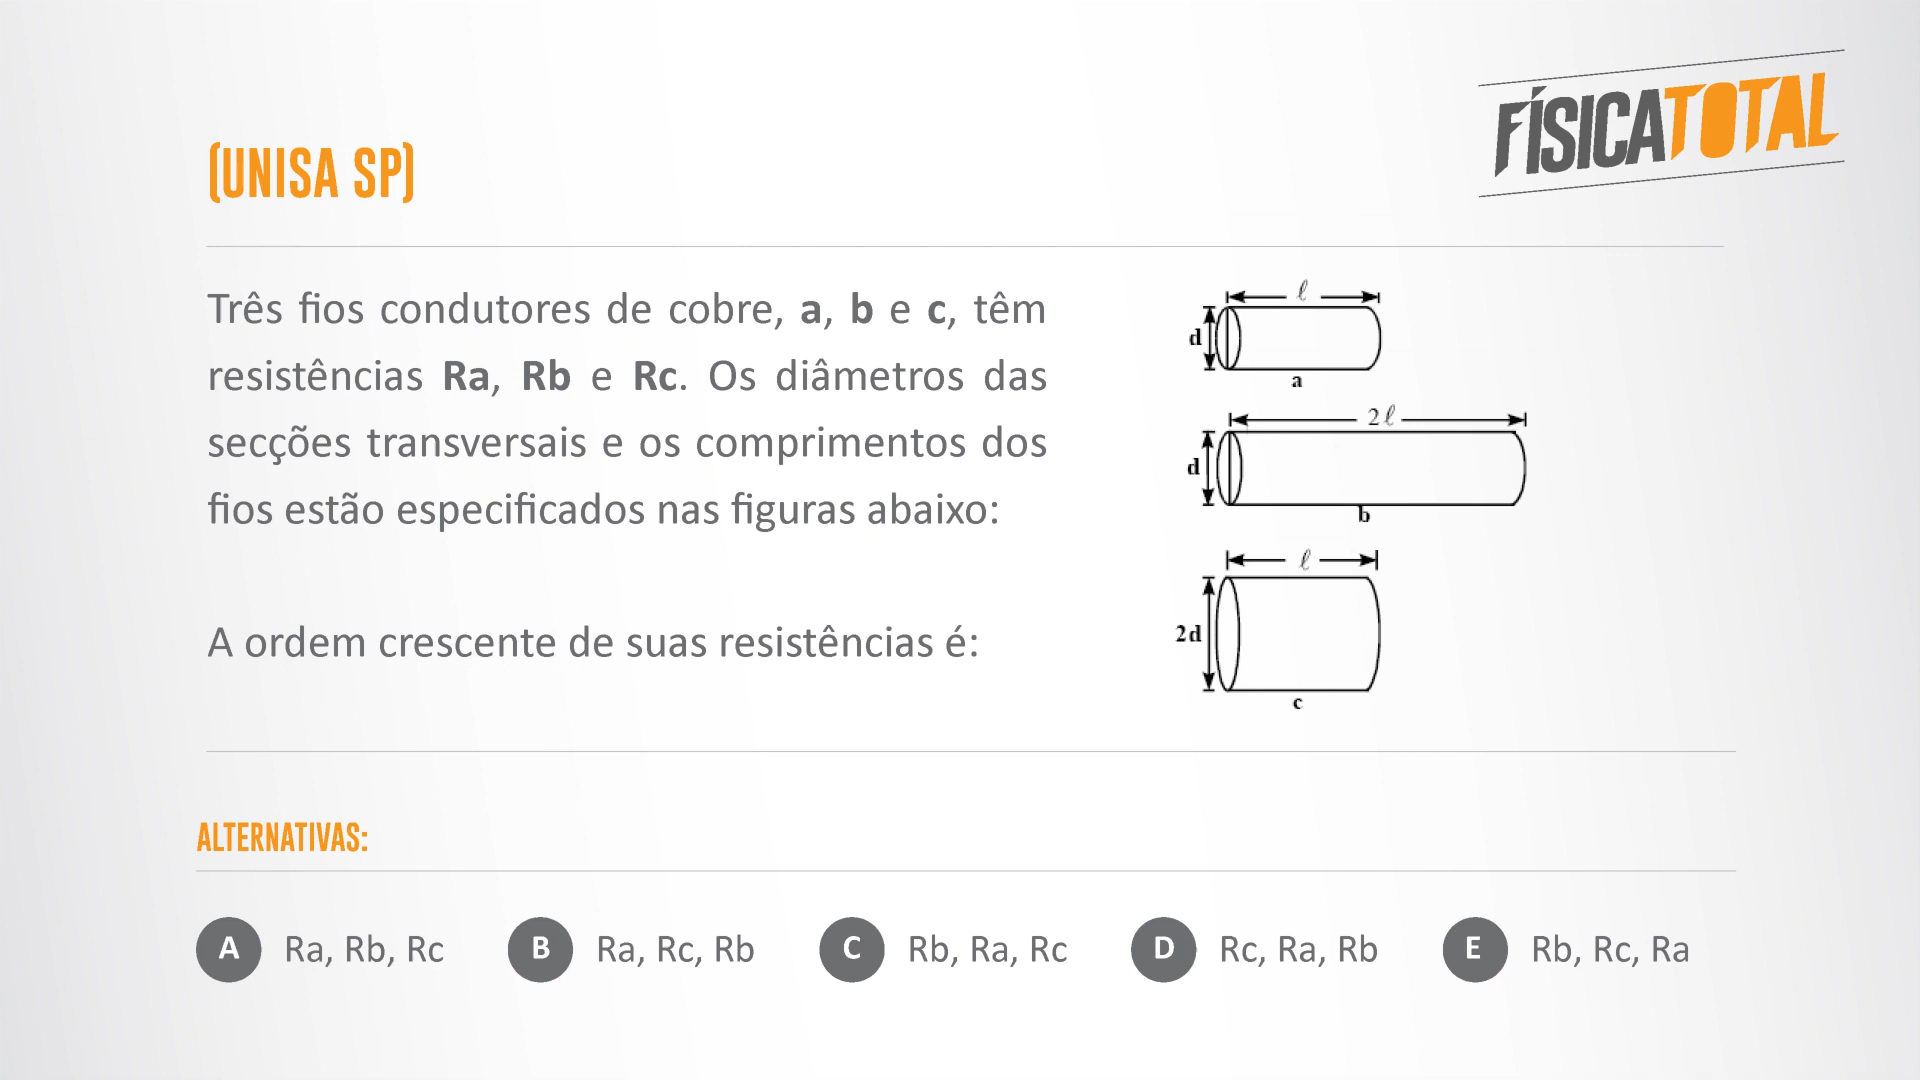 FÍSICATOTAL
(UNISA SP)
Três fios condutores de cobre, a, b e c, têm
resistências Ra, Rb e Rc. Os diâmetros das
secções transversais e os comprimentos dos
fios estão especificados nas figuras abaixo:
A ordem crescente de suas resistências é:
ℓ
d
a
2ℓ
d
b
ℓ
2d
c
ALTERNATIVAS:
A Ra, Rb, Rc B Ra, Rc, Rb C Rb, Ra, Rc D Rc, Ra, Rb E Rb, Rc, Ra